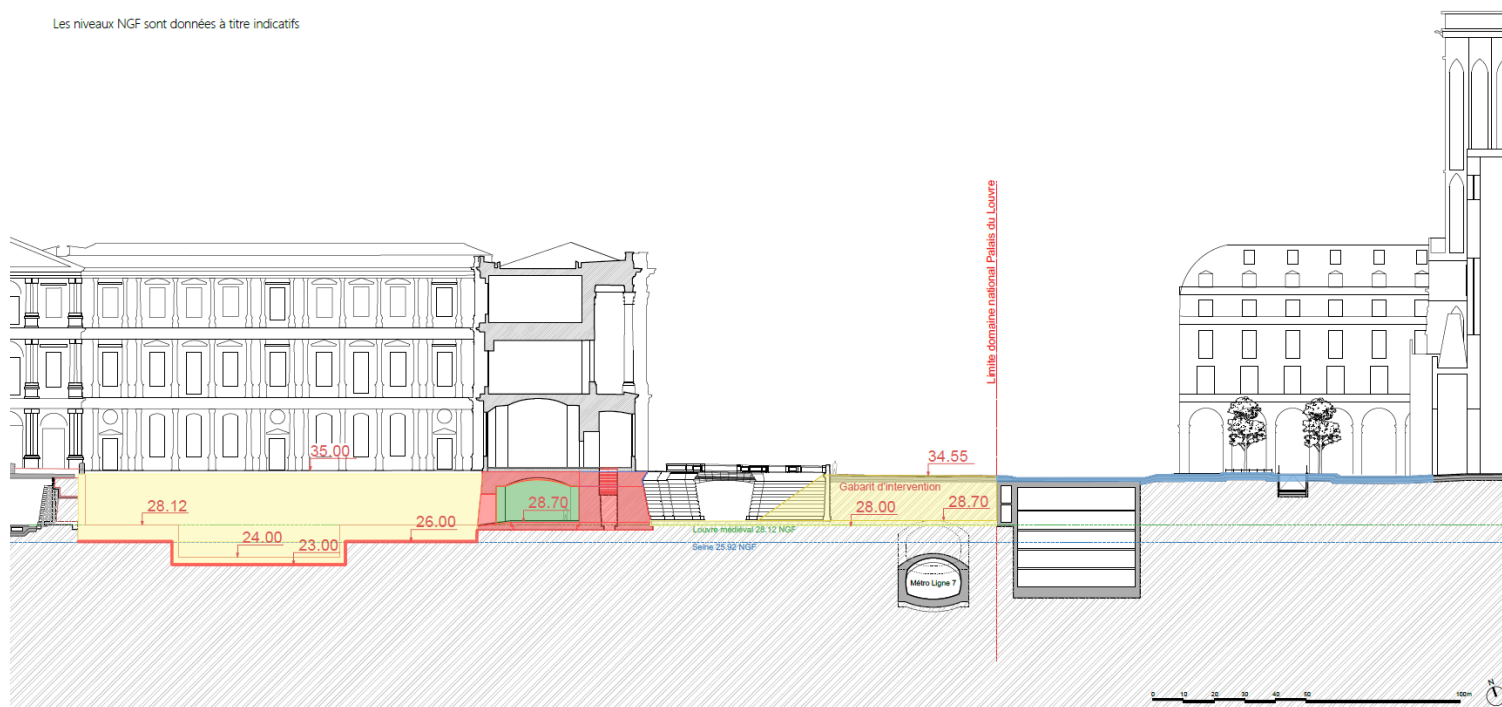 Les niveaux NGF sont données à titre indicatifs
Limite domaine national Palais du Louvre
35.00
34.55
Gabarit d'intervention
28.12
28.70
28.00
28.70
26.00
Louvre médiéval 28.12 NGF
24.00
23.00
Seine 25.92 NGF
Métro Ligne 7
N
0 10 20 30 40 50 100m